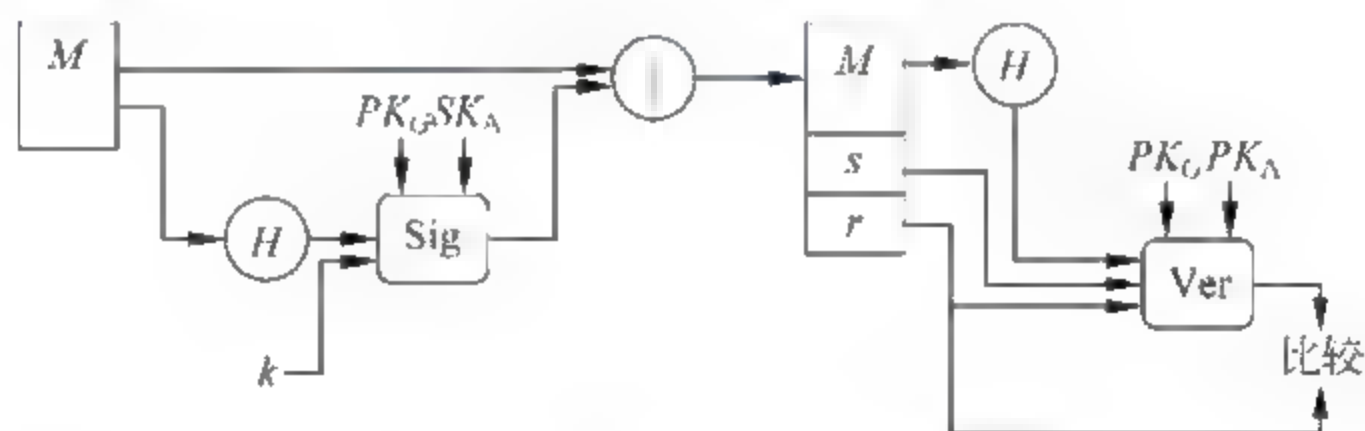 M
PK_G SK_A
H
Sig
k
||
M
s
r
H
PK_G PK_A
Ver
比较